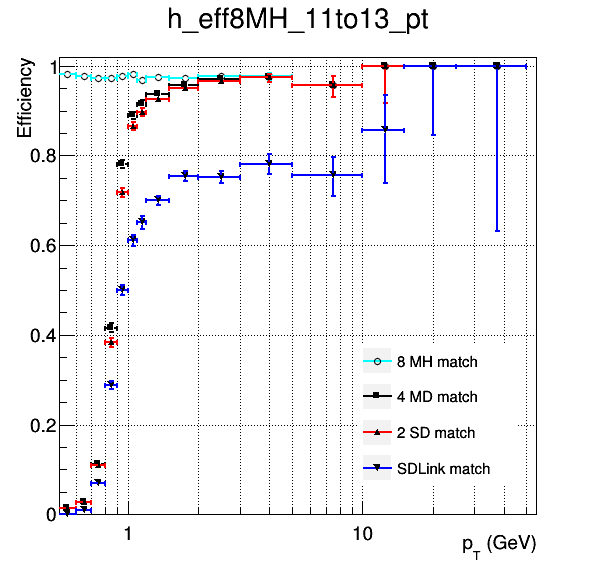 h_eff8MH_11to13_pt
Efficiency
1
0.8
0.6
0.4
0.2
0
8 MH match
4 MD match
2 SD match
SDLink match
1
10
p_T (GeV)